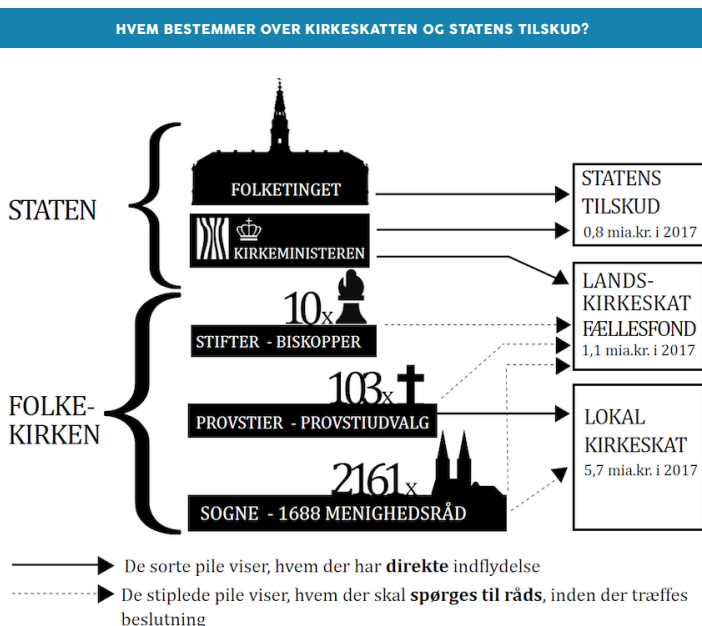 HVEM BESTEMMER OVER KIRKESKATTEN OG STATENS TILSKUD?
STATEN
FOLKETINGET
KIRKEMINISTEREN
10x
STIFTER - BISKOPPER
FOLKE-
KIRKEN
103x
PROVSTIER - PROVSTIUDVALG
2161x
SOGNE - 1688 MENIGHEDSRÅD
STATENS
TILSKUD
0,8 mia.kr. i 2017
LANDS-
KIRKESKAT
FÆLLESFOND
1,1 mia.kr. i 2017
LOKAL
KIRKESKAT
5,7 mia.kr. i 2017
De sorte pile viser, hvem der har direkte indflydelse
De stiplede pile viser, hvem der skal spørges til råds, inden der træffes
beslutning